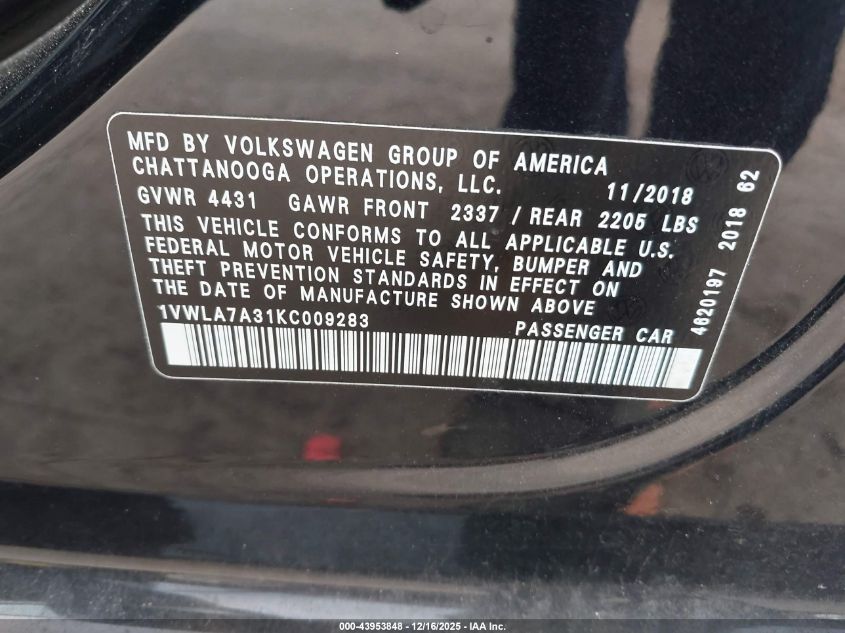 MFD BY VOLKSWAGEN GROUP OF AMERICA
CHATTANOOGA OPERATIONS, LLC. 11/2018
GVWR 4431 GAWR FRONT 2337 / REAR 2205 LBS
THIS VEHICLE CONFORMS TO ALL APPLICABLE U.S.
FEDERAL MOTOR VEHICLE SAFETY, BUMPER AND
THEFT PREVENTION STANDARDS IN EFFECT ON
THE DATE OF MANUFACTURE SHOWN ABOVE
1VWLA7A31KC009283 PASSENGER CAR
4620197 2018 62
000-43953848 - 12/16/2025 - IAA Inc.